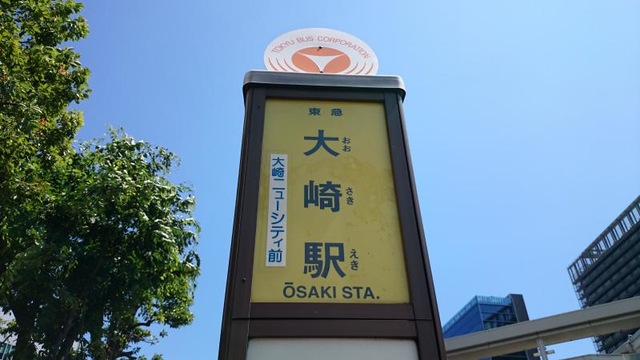 TOKYU BUS CORPORATION
東急
大崎駅
おおさきえき
大崎ニューシティ前
ŌSAKI STA.